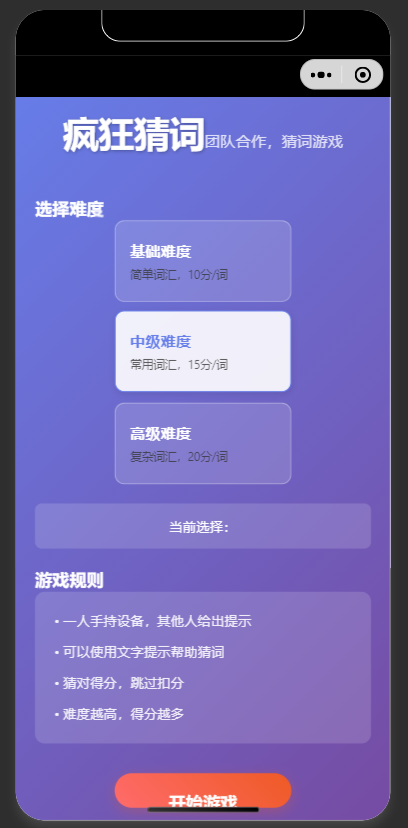 疯狂猜词团队合作，猜词游戏
选择难度
基础难度
简单词汇，10分/词
中级难度
常用词汇，15分/词
高级难度
复杂词汇，20分/词
当前选择：
游戏规则
• 一人手持设备，其他人给出提示
• 可以使用文字提示帮助猜词
• 猜对得分，跳过扣分
• 难度越高，得分越多
开始游戏